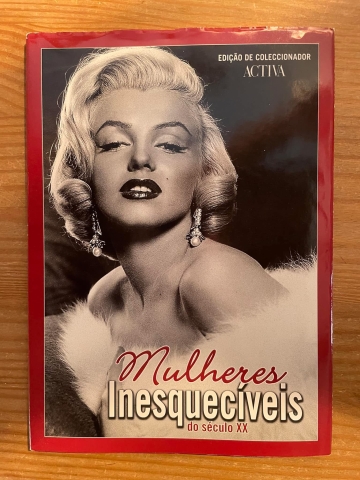 EDIÇÃO DE COLECCIONADOR
ACTIVA
Mulheres
Inesquecíveis
do século XX